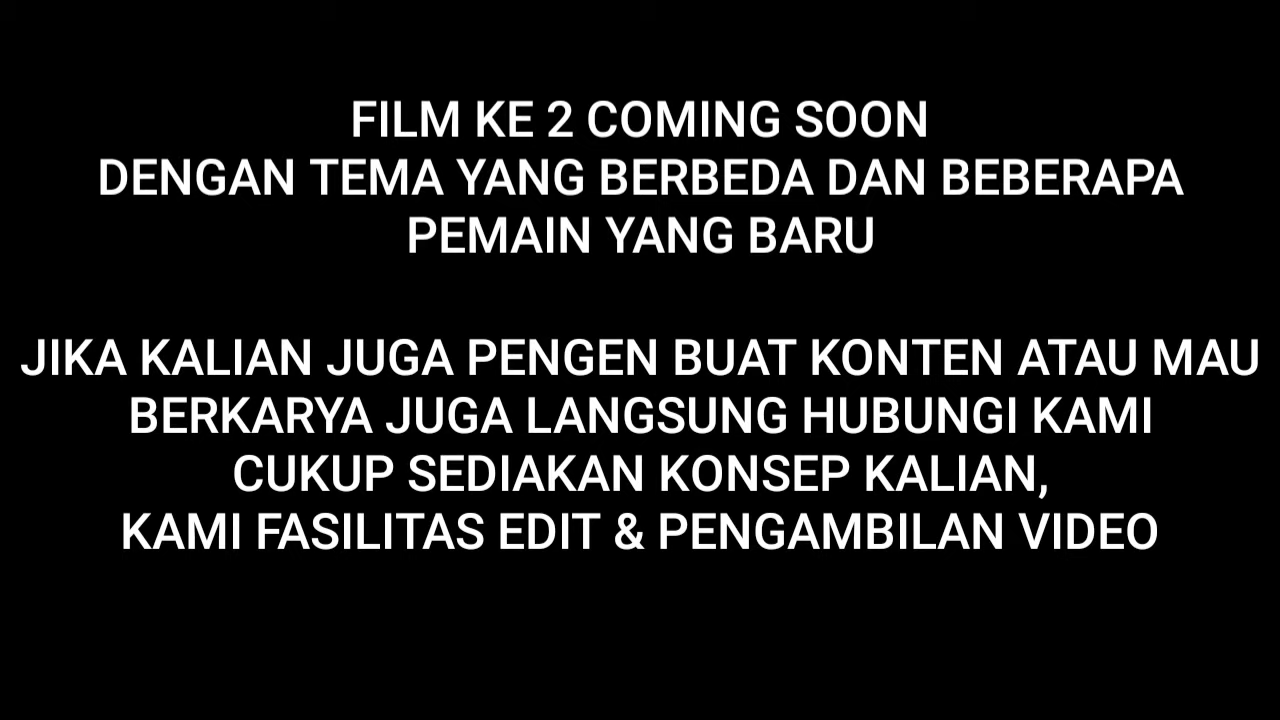 FILM KE 2 COMING SOON
DENGAN TEMA YANG BERBEDA DAN BEBERAPA
PEMAIN YANG BARU
JIKA KALIAN JUGA PENGEN BUAT KONTEN ATAU MAU
BERKARYA JUGA LANGSUNG HUBUNGI KAMI
CUKUP SEDIAKAN KONSEP KALIAN,
KAMI FASILITAS EDIT & PENGAMBILAN VIDEO